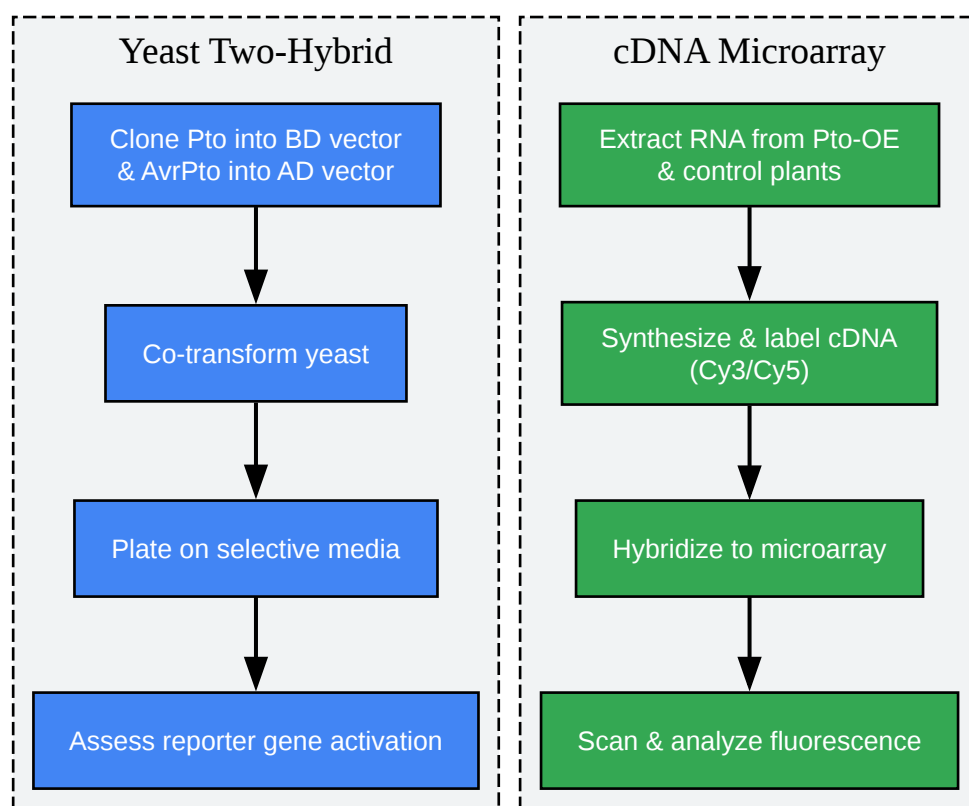 Yeast Two-Hybrid
Clone Pto into BD vector
& AvrPto into AD vector
Co-transform yeast
Plate on selective media
Assess reporter gene activation
cDNA Microarray
Extract RNA from Pto-OE
& control plants
Synthesize & label cDNA
(Cy3/Cy5)
Hybridize to microarray
Scan & analyze fluorescence